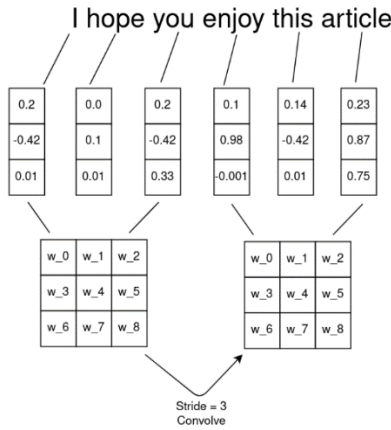 I hope you enjoy this article
0.2 0.0 0.2 0.1 0.14 0.23
-0.42 0.1 -0.42 0.98 -0.42 0.87
0.01 0.01 0.33 -0.001 0.01 0.75
w_0 w_1 w_2 w_0 w_1 w_2
w_3 w_4 w_5 w_3 w_4 w_5
w_6 w_7 w_8 w_6 w_7 w_8
Stride = 3
Convolve